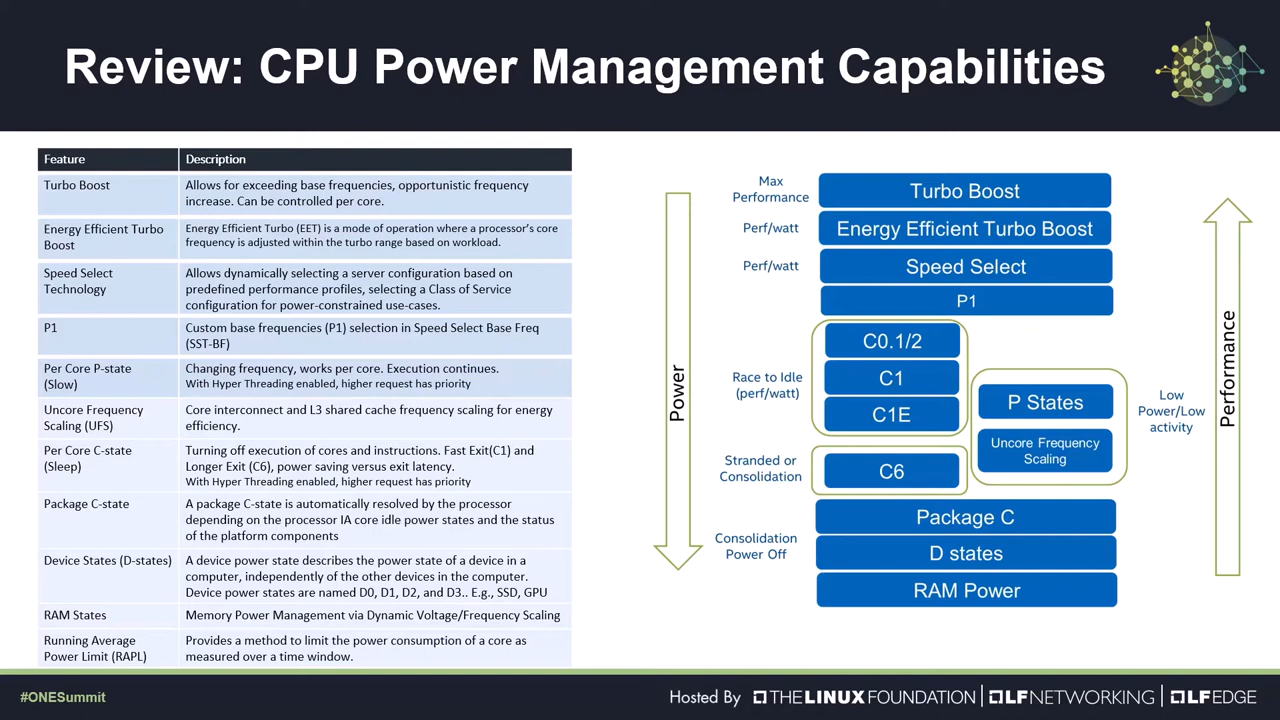 Review: CPU Power Management Capabilities
Feature
Description
Turbo Boost
Allows for exceeding base frequencies, opportunistic frequency
increase. Can be controlled per core.
Energy Efficient Turbo
Boost
Energy Efficient Turbo (EET) is a mode of operation where a processor's core
frequency is adjusted within the turbo range based on workload.
Speed Select
Technology
Allows dynamically selecting a server configuration based on
predefined performance profiles, selecting a Class of Service
configuration for power-constrained use-cases.
P1
Custom base frequencies (P1) selection in Speed Select Base Freq
(SST-BF)
Per Core P-state
(Slow)
Changing frequency, works per core. Execution continues.
With Hyper Threading enabled, higher request has priority
Uncore Frequency
Scaling (UFS)
Core interconnect and L3 shared cache frequency scaling for energy
efficiency.
Per Core C-state
(Sleep)
Turning off execution of cores and instructions. Fast Exit(C1) and
Longer Exit (C6), power saving versus exit latency.
With Hyper Threading enabled, higher request has priority
Package C-state
A package C-state is automatically resolved by the processor
depending on the processor IA core idle power states and the status
of the platform components
Device States (D-states)
A device power state describes the power state of a device in a
computer, independently of the other devices in the computer.
Device power states are named D0, D1, D2, and D3.. E.g., SSD, GPU
RAM States
Memory Power Management via Dynamic Voltage/Frequency Scaling
Running Average
Power Limit (RAPL)
Provides a method to limit the power consumption of a core as
measured over a time window.
Power
Max
Performance
Turbo Boost
Perf/watt
Energy Efficient Turbo Boost
Perf/watt
Speed Select
P1
Race to Idle
(perf/watt)
C0.1/2
C1
C1E
P States
Uncore Frequency
Scaling
Low
Power/Low
activity
Stranded or
Consolidation
C6
Consolidation
Power Off
Package C
D states
RAM Power
Performance
#ONESummit
Hosted By
THE LINUX FOUNDATION
LFNETWORKING
LFEDGE